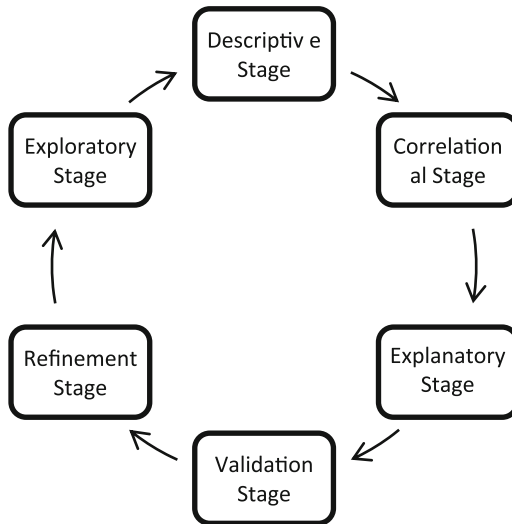 Descriptiv e
Stage
Correlation
al Stage
Explanatory
Stage
Validation
Stage
Refinement
Stage
Exploratory
Stage